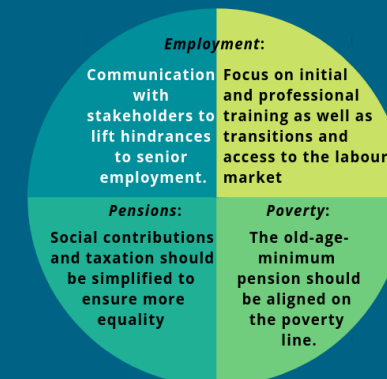 Employment:
Communication
with
stakeholders to
lift hindrances
to senior
employment.
Focus on initial
and professional
training as well as
transitions and
access to the labour
market
Pensions:
Social contributions
and taxation should
be simplified to
ensure more
equality
Poverty:
The old-age-
minimum
pension should
be aligned on
the poverty
line.